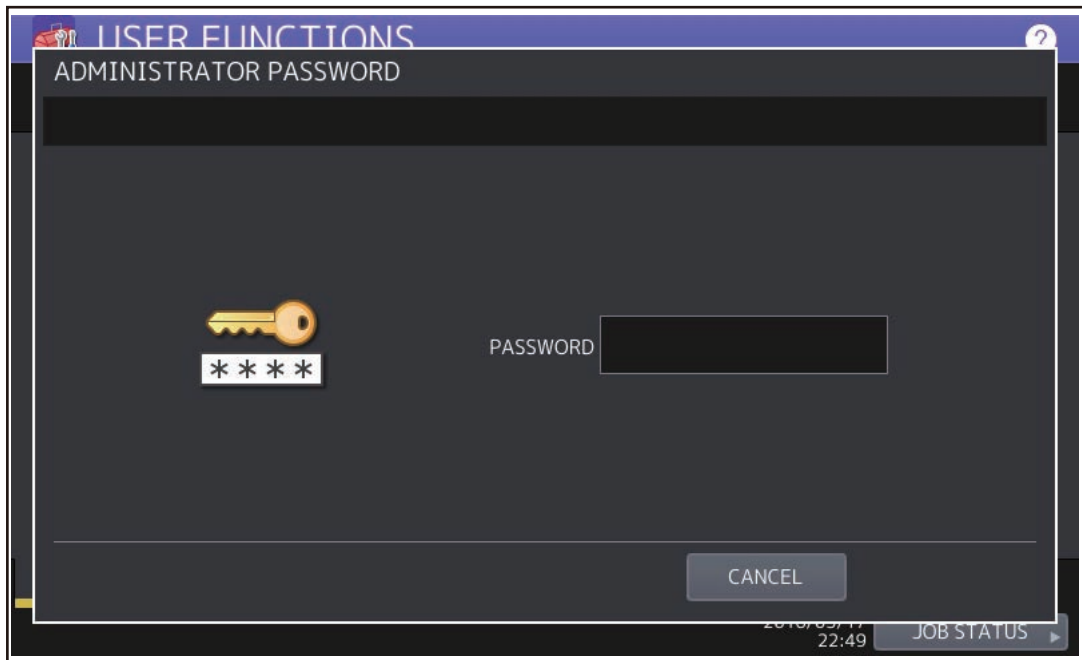 USER FUNCTIONS
?
ADMINISTRATOR PASSWORD
PASSWORD
* * * *
CANCEL
22:49
JOB STATUS